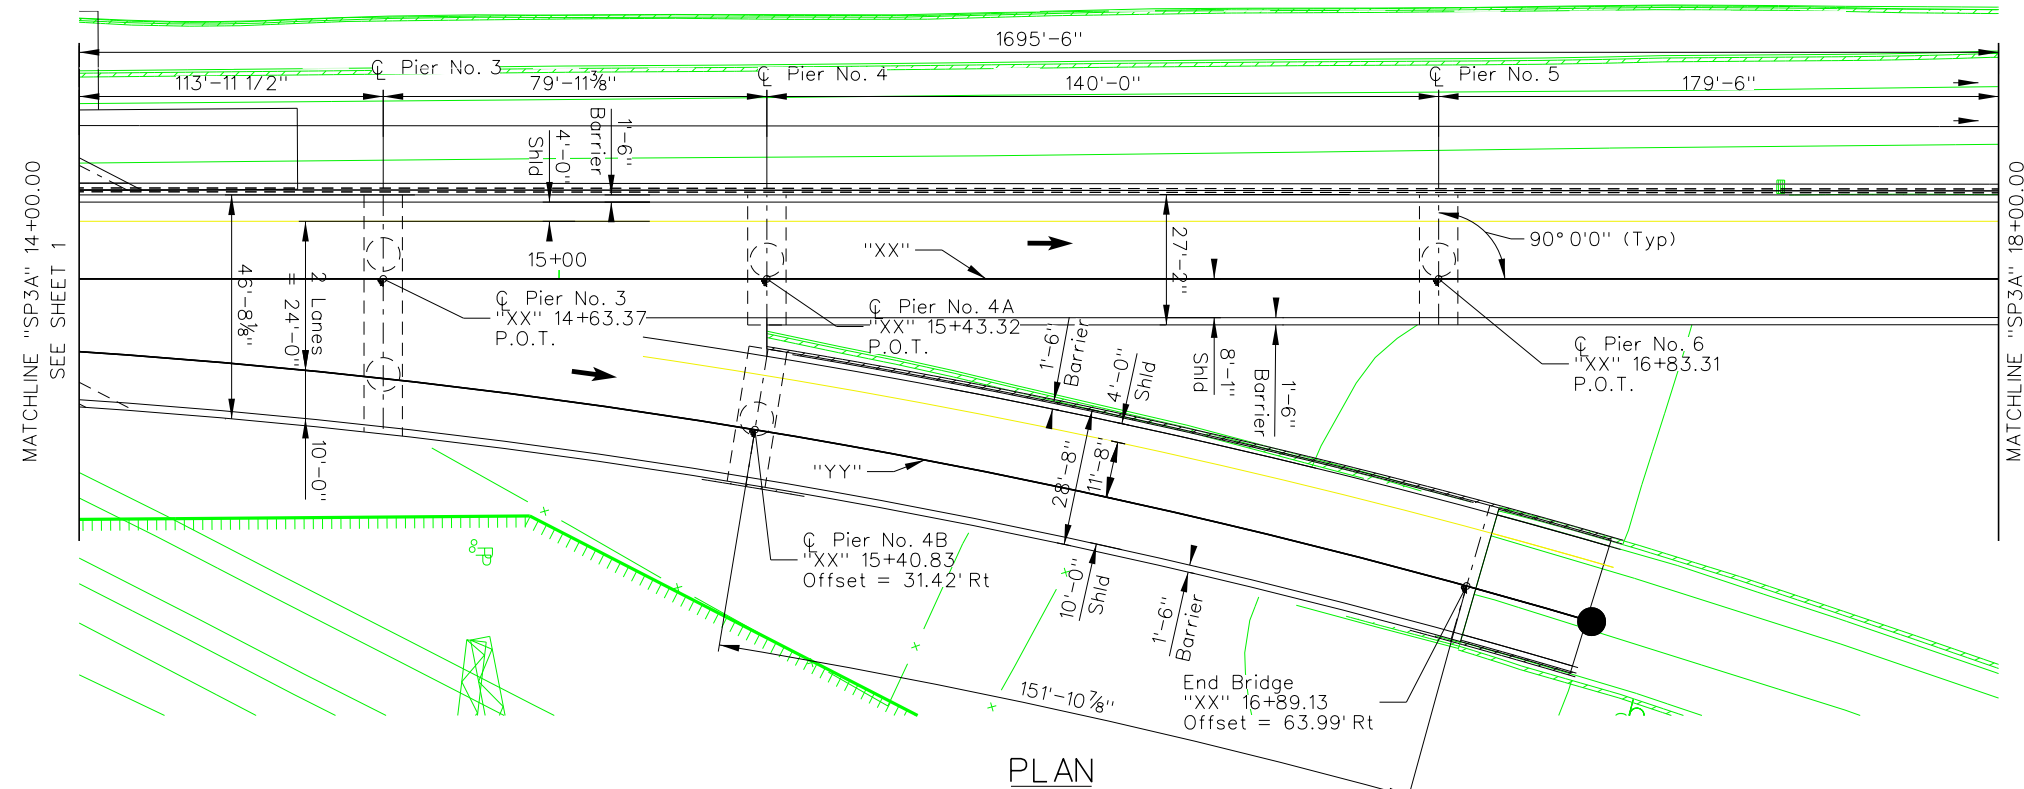 1695'-6"
113'-11 1/2"
℄ Pier No. 3
79'-11⅜"
℄ Pier No. 4
140'-0"
℄ Pier No. 5
179'-6"
MATCHLINE "SP3A" 14+00.00
SEE SHEET 1
4'-0"
Shld
1'-6"
Barrier
46'-8⅛"
2 Lanes
= 24'-0"
10'-0"
15+00
℄ Pier No. 3
"XX" 14+63.37
P.O.T.
"XX"
℄ Pier No. 4A
"XX" 15+43.32
P.O.T.
27'-2"
90°0'0" (Typ)
8'-1"
Shld
1'-6"
Barrier
℄ Pier No. 6
"XX" 16+83.31
P.O.T.
MATCHLINE "SP3A" 18+00.00
1'-6"
Barrier
4'-0"
Shld
"YY"
28'-8"
11'-8"
℄ Pier No. 4B
"XX" 15+40.83
Offset = 31.42' Rt
10'-0"
Shld
1'-6"
Barrier
151'-10⅞"
End Bridge
"XX" 16+89.13
Offset = 63.99' Rt
PLAN